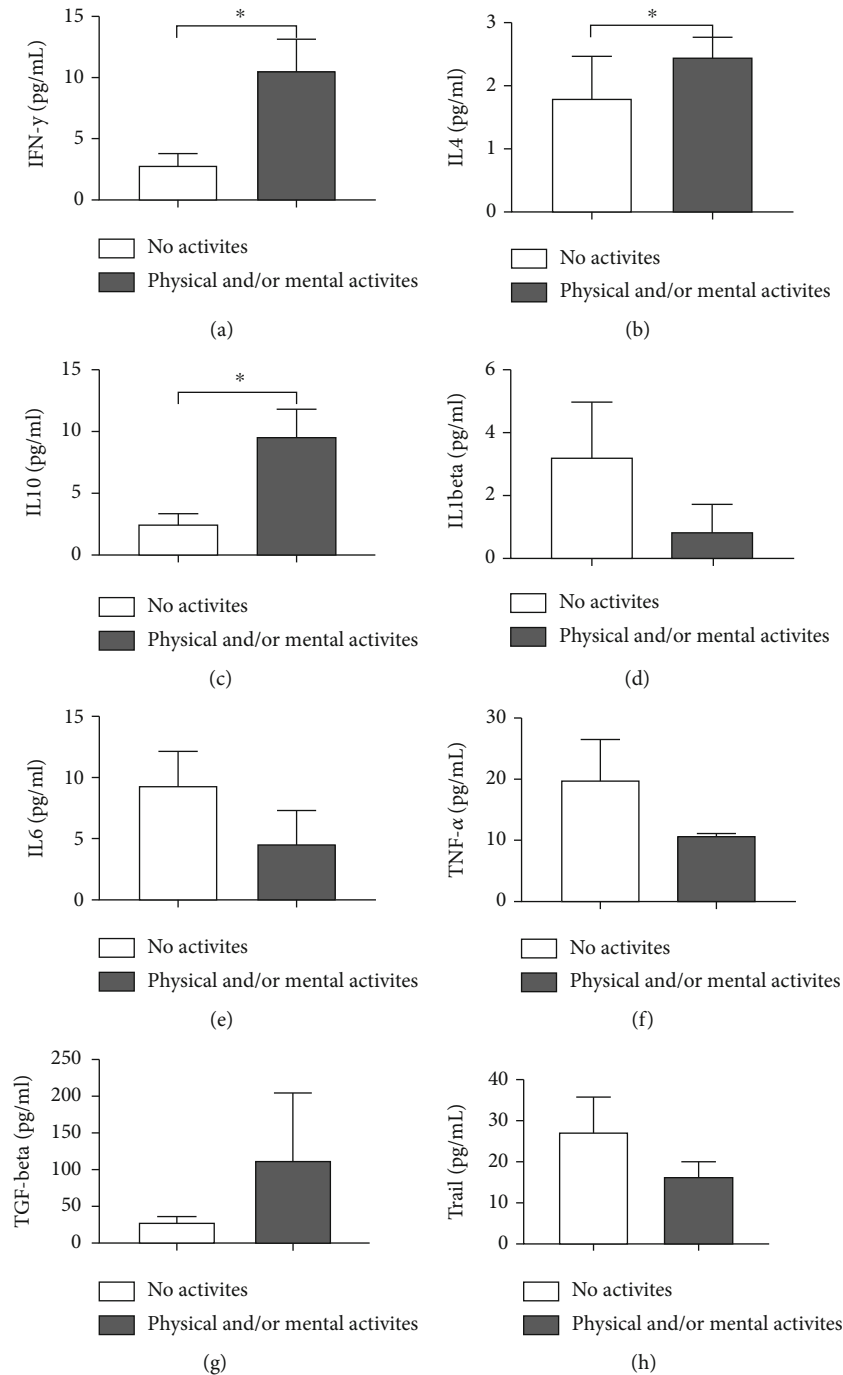 15
*
10
IFN-y (pg/mL)
5
0
No activites
Physical and/or mental activites
(a)
3
*
2
IL4 (pg/ml)
1
0
No activites
Physical and/or mental activites
(b)
15
*
10
IL10 (pg/ml)
5
0
No activites
Physical and/or mental activites
(c)
6
4
IL1beta (pg/ml)
2
0
No activites
Physical and/or mental activites
(d)
15
10
IL6 (pg/ml)
5
0
No activites
Physical and/or mental activites
(e)
30
20
TNF-α (pg/mL)
10
0
No activites
Physical and/or mental activites
(f)
250
200
150
TGF-beta (pg/ml)
100
50
0
No activites
Physical and/or mental activites
(g)
40
30
Trail (pg/mL)
20
10
0
No activites
Physical and/or mental activites
(h)